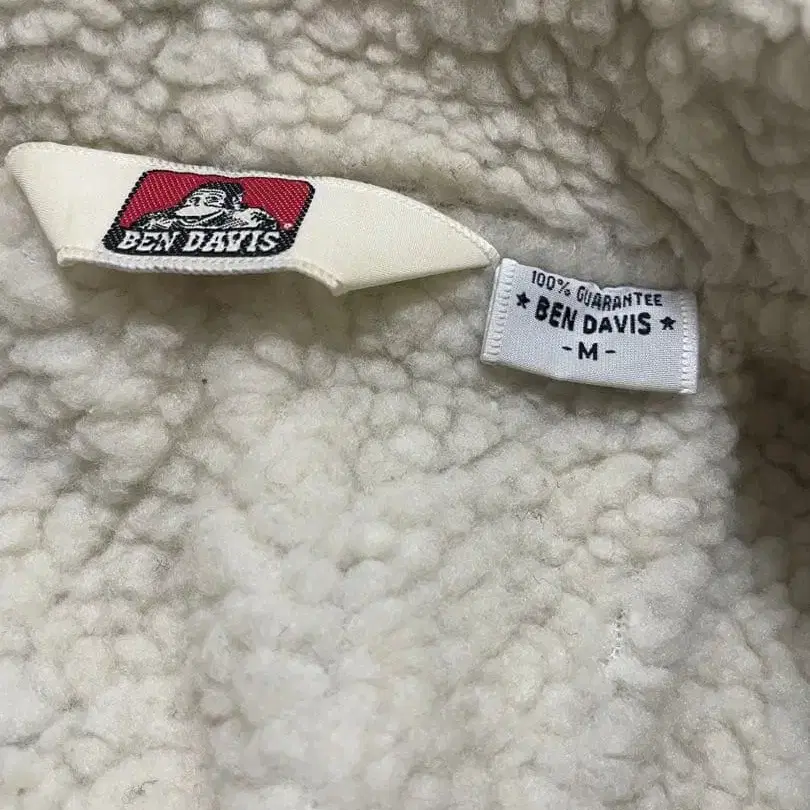 BEN DAVIS
100% GUARANTEE
★ BEN DAVIS ★
- M -